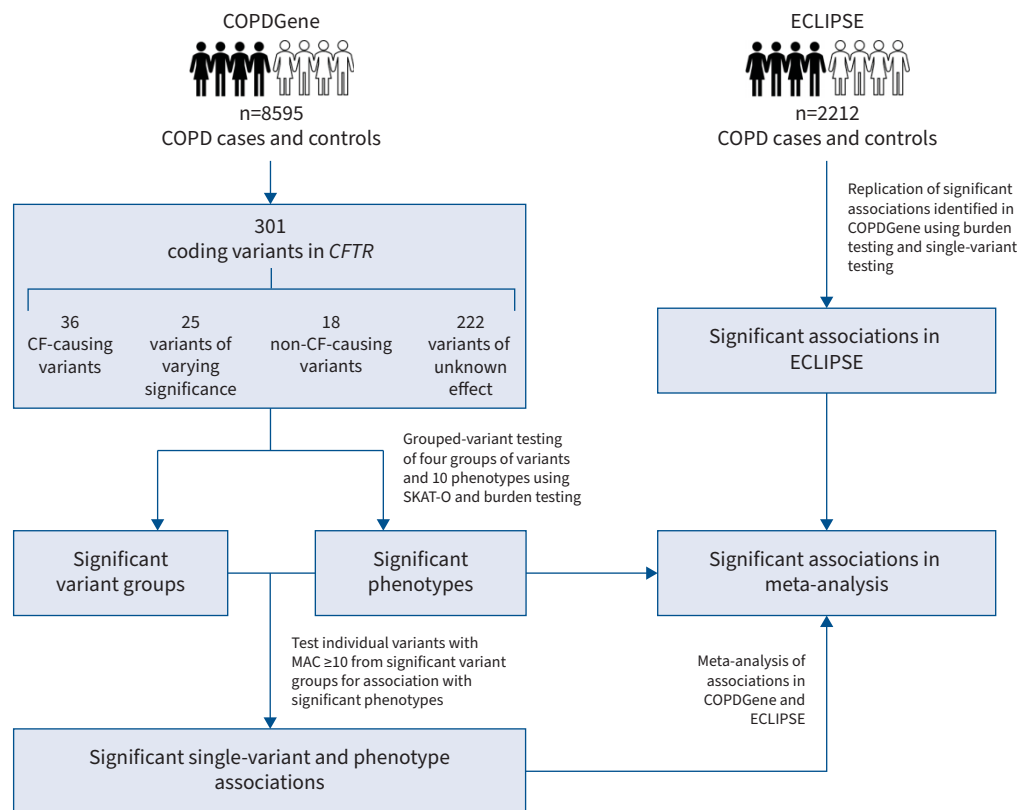 COPDGene
n=8595
COPD cases and controls
ECLIPSE
n=2212
COPD cases and controls
Replication of significant
associations identified in
COPDGene using burden
testing and single-variant
testing
301
coding variants in CFTR
36
CF-causing
variants
25
variants of
varying
significance
18
non-CF-causing
variants
222
variants of
unknown
effect
Significant associations in
ECLIPSE
Grouped-variant testing
of four groups of variants
and 10 phenotypes using
SKAT-O and burden testing
Significant
variant groups
Significant
phenotypes
Significant associations in
meta-analysis
Test individual variants with
MAC ≥10 from significant variant
groups for association with
significant phenotypes
Meta-analysis of
associations in
COPDGene and
ECLIPSE
Significant single-variant and phenotype
associations